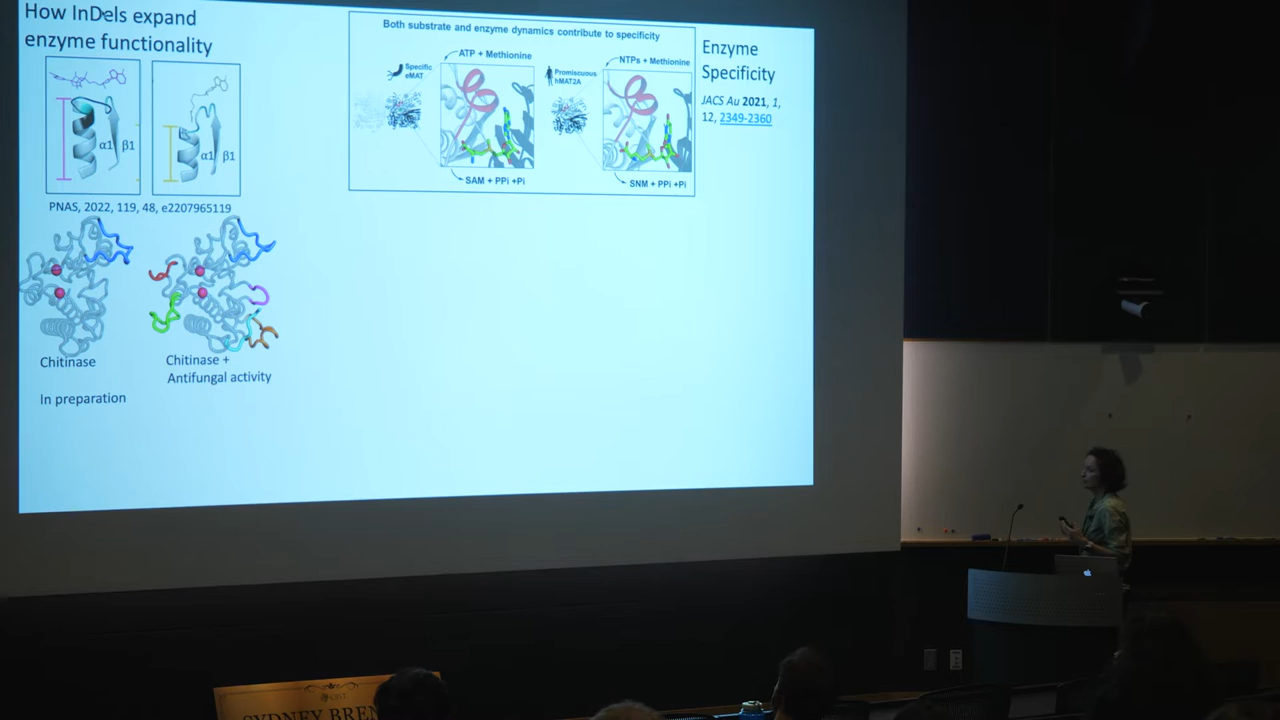 How InDels expand
enzyme functionality
α1
β1
α1
β1
PNAS, 2022, 119, 48, e2207965119
Chitinase
Chitinase +
Antifungal activity
In preparation
Both substrate and enzyme dynamics contribute to specificity
Specific
eMAT
ATP + Methionine
SAM + PPi +Pi
Promiscuous
hMAT2A
NTPs + Methionine
SNM + PPi +Pi
Enzyme
Specificity
JACS Au 2021, 1,
12, 2349-2360
SYDNEY BREN